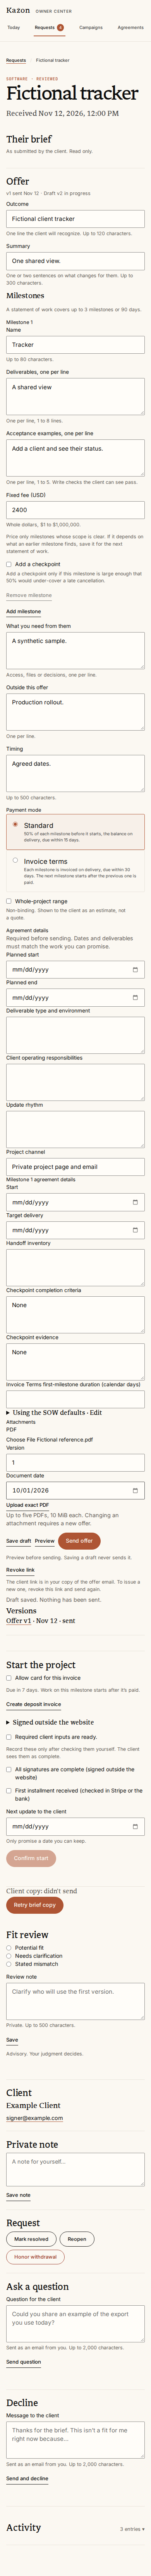 Kazon OWNER CENTER
Today Requests 4 Campaigns Agreements
Requests Fictional tracker
SOFTWARE · REVIEWED
Fictional tracker
Received Nov 12, 2026, 12:00 PM
Their brief
As submitted by the client. Read only.
Offer
v1 sent Nov 12 · Draft v2 in progress
Outcome
Fictional client tracker
One line the client will recognize. Up to 120 characters.
Summary
One shared view.
One or two sentences on what changes for them. Up to
300 characters.
Milestones
A statement of work covers up to 3 milestones or 90 days.
Milestone 1
Name
Tracker
Up to 80 characters.
Deliverables, one per line
A shared view
One per line, 1 to 8 lines.
Acceptance examples, one per line
Add a client and see their status.
One per line, 1 to 5. Write checks the client can see pass.
Fixed fee (USD)
2400
Whole dollars, $1 to $1,000,000.
Price only milestones whose scope is clear. If it depends on
what an earlier milestone finds, save it for the next
statement of work.
Add a checkpoint
Add a checkpoint only if this milestone is large enough that
50% would under-cover a late cancellation.
Remove milestone
Add milestone
What you need from them
A synthetic sample.
Access, files or decisions, one per line.
Outside this offer
Production rollout.
One per line.
Timing
Agreed dates.
Up to 500 characters.
Payment mode
Standard
50% of each milestone before it starts, the balance on
delivery, due within 15 days.
Invoice terms
Each milestone is invoiced on delivery, due within 30
days. The next milestone starts after the previous one is
paid.
Whole-project range
Non-binding. Shown to the client as an estimate, not
a quote.
Agreement details
Required before sending. Dates and deliverables
must match the work you can promise.
Planned start
mm/dd/yyyy
Planned end
mm/dd/yyyy
Deliverable type and environment
Client operating responsibilities
Update rhythm
Project channel
Private project page and email
Milestone 1 agreement details
Start
mm/dd/yyyy
Target delivery
mm/dd/yyyy
Handoff inventory
Checkpoint completion criteria
None
Checkpoint evidence
None
Invoice Terms first-milestone duration (calendar days)
Using the SOW defaults · Edit
Attachments
PDF
Choose File Fictional reference.pdf
Version
1
Document date
10/01/2026
Upload exact PDF
Up to five PDFs, 10 MiB each. Changing an
attachment requires a new offer.
Save draft Review Send offer
Preview before sending. Saving a draft never sends it.
Revoke link
The client link is in your copy of the offer email. To issue a
new one, revoke this link and send again.
Draft saved. Nothing has been sent.
Versions
Offer v1 · Nov 12 · sent
Start the project
Allow card for this invoice
Due in 7 days. Work on this milestone starts after it's paid.
Create deposit invoice
Signed outside the website
Required client inputs are ready.
Record these only after checking them yourself. The client
sees them as complete.
All signatures are complete (signed outside the
website)
First installment received (checked in Stripe or the
bank)
Next update to the client
mm/dd/yyyy
Only promise a date you can keep.
Confirm start
Client copy: didn't send
Retry brief copy
Fit review
Potential fit
Needs clarification
Stated mismatch
Review note
Clarify who will use the first version.
Private. Up to 500 characters.
Save
Advisory. Your judgment decides.
Client
Example Client
signer@example.com
Private note
A note for yourself...
Save note
Request
Mark resolved Reopen
Honor withdrawal
Ask a question
Question for the client
Could you share an example of the export
you use today?
Sent as an email from you. Up to 2,000 characters.
Send question
Decline
Message to the client
Thanks for the brief. This isn't a fit for me
right now because...
Sent as an email from you. Up to 2,000 characters.
Send and decline
Activity 3 entries